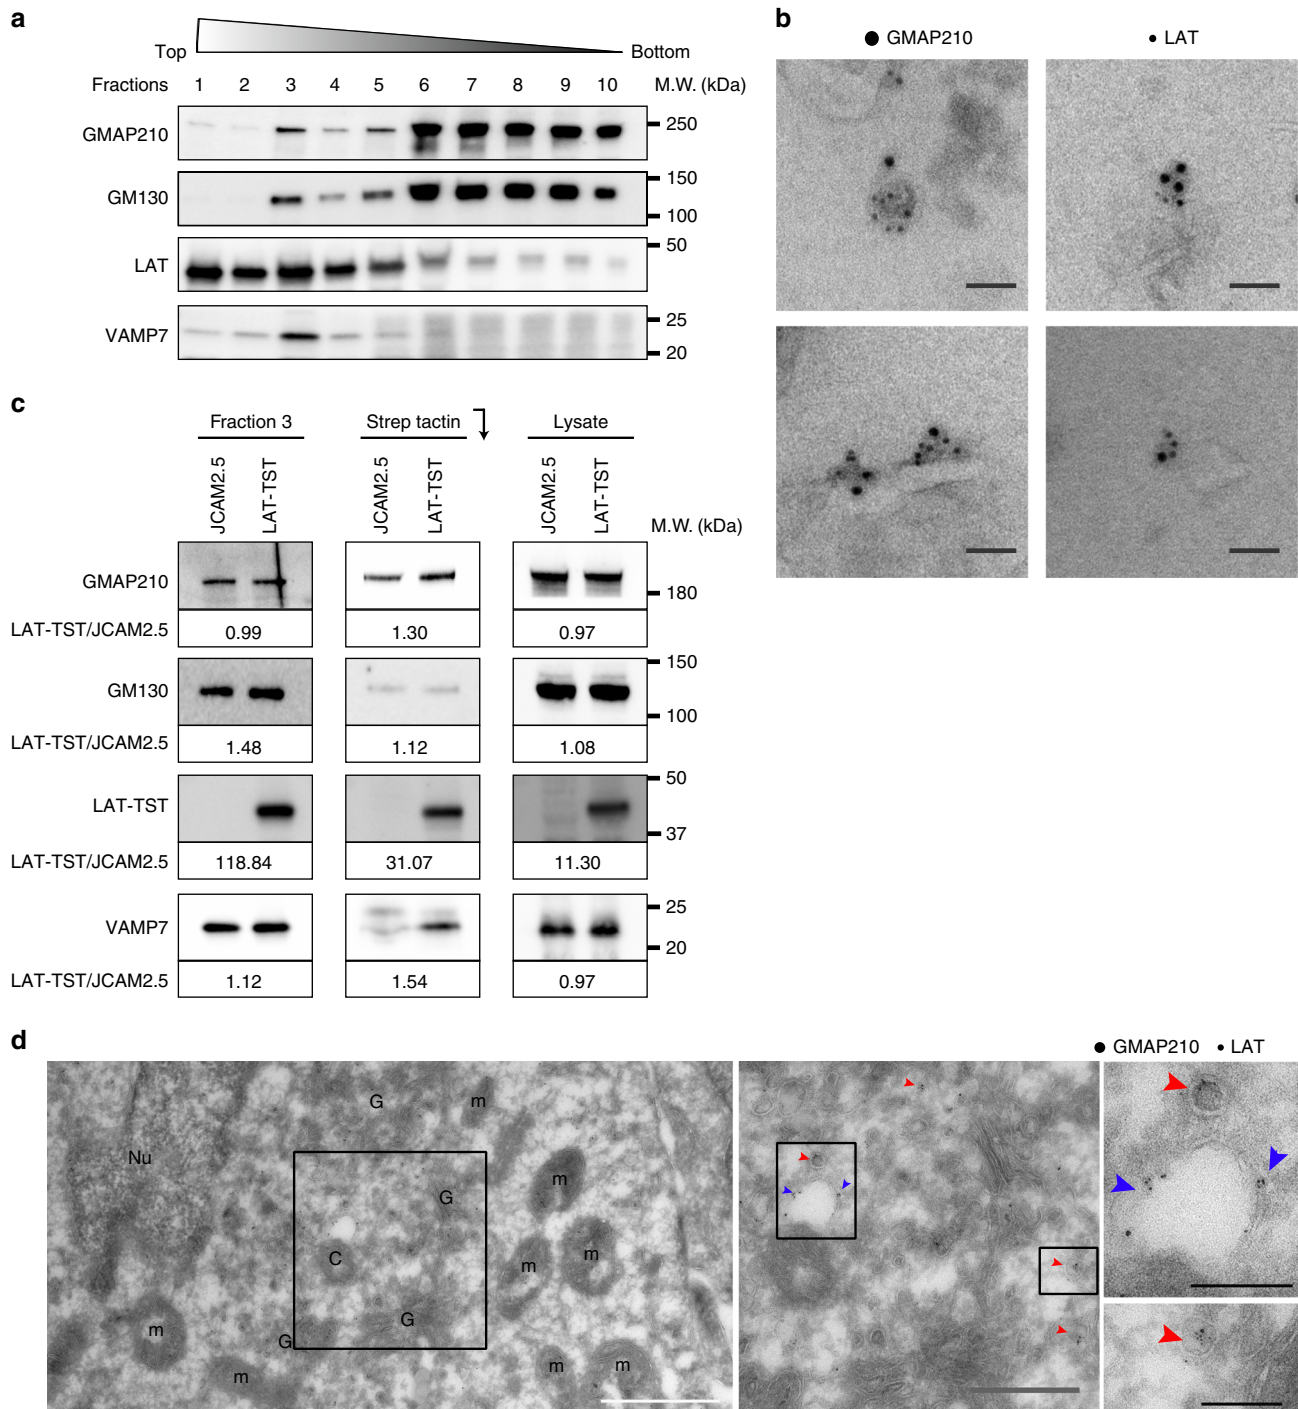 a
Top
Bottom
Fractions 1 2 3 4 5 6 7 8 9 10 M.W. (kDa)
GMAP210
250
GM130
150
100
LAT
50
VAMP7
25
20
b
GMAP210
LAT
c
Fraction 3
Strep tactin
Lysate
JCAM2.5
LAT-TST
JCAM2.5
LAT-TST
JCAM2.5
LAT-TST
M.W. (kDa)
GMAP210
180
LAT-TST/JCAM2.5 0.99 1.30 0.97
GM130
150
100
LAT-TST/JCAM2.5 1.48 1.12 1.08
LAT-TST
50
37
LAT-TST/JCAM2.5 118.84 31.07 11.30
VAMP7
25
20
LAT-TST/JCAM2.5 1.12 1.54 0.97
d
GMAP210 LAT
G
m
Nu
m
G
C
m
m
G
m
G
m
m
m